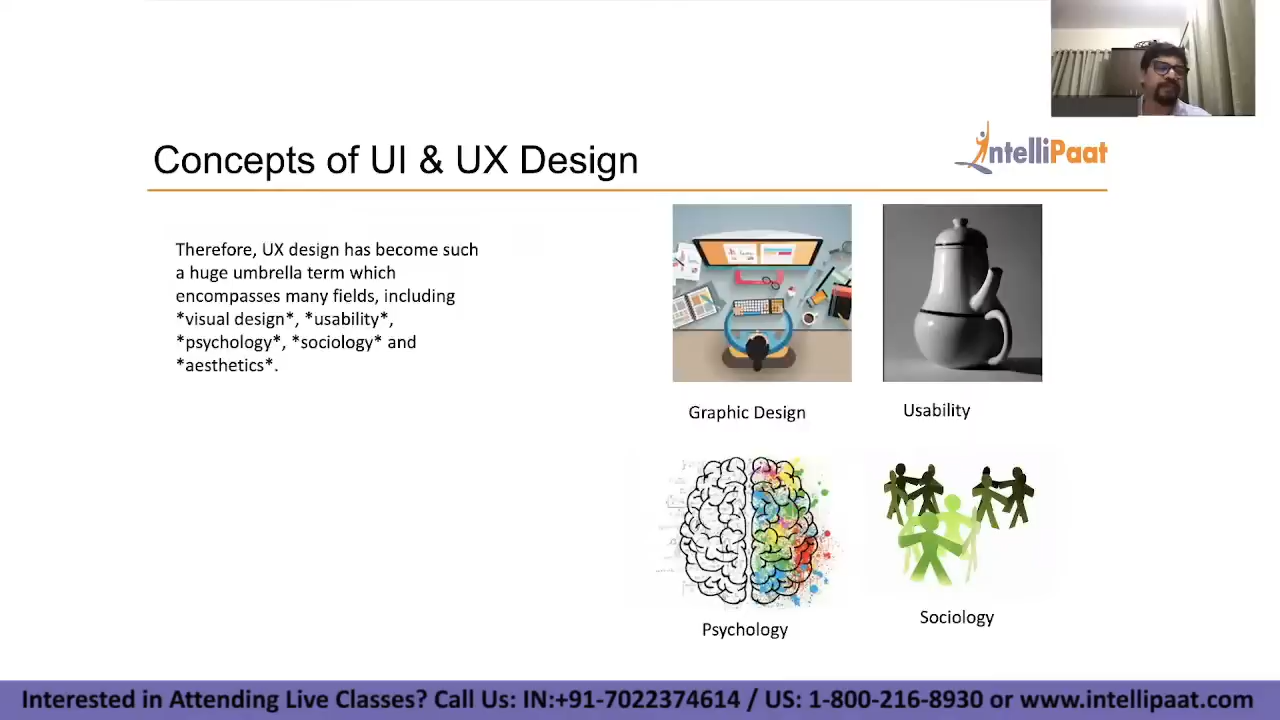 Concepts of UI & UX Design
IntelliPaat
Therefore, UX design has become such
a huge umbrella term which
encompasses many fields, including
*visual design*, *usability*,
*psychology*, *sociology* and
*aesthetics*.
Graphic Design
Usability
Psychology
Sociology
Interested in Attending Live Classes? Call Us: IN:+91-7022374614 / US: 1-800-216-8930 or www.intellipaat.com